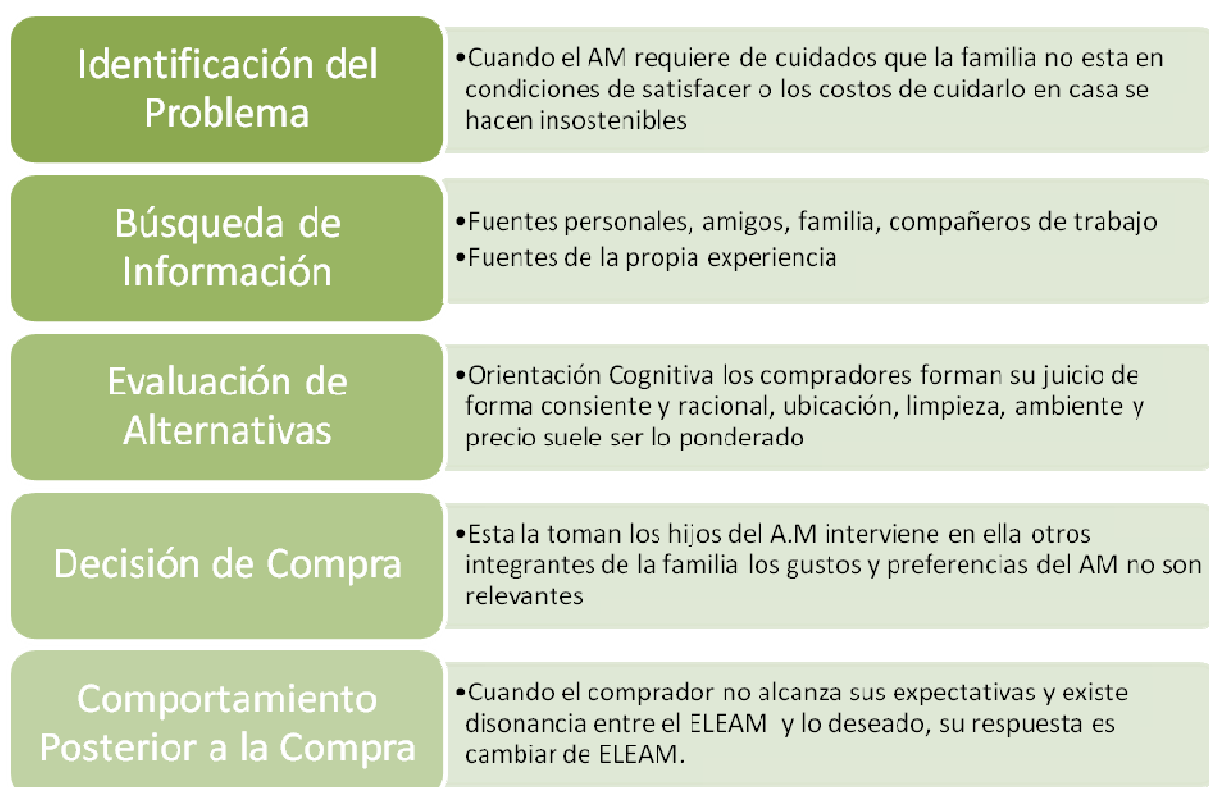 Identificación del
Problema
•Cuando el AM requiere de cuidados que la familia no esta en
condiciones de satisfacer o los costos de cuidarlo en casa se
hacen insostenibles
Búsqueda de
Información
•Fuentes personales, amigos, familia, compañeros de trabajo
•Fuentes de la propia experiencia
Evaluación de
Alternativas
•Orientación Cognitiva los compradores forman su juicio de
forma consiente y racional, ubicación, limpieza, ambiente y
precio suele ser lo ponderado
Decisión de Compra
•Esta la toman los hijos del A.M interviene en ella otros
integrantes de la familia los gustos y preferencias del AM no son
relevantes
Comportamiento
Posterior a la Compra
•Cuando el comprador no alcanza sus expectativas y existe
disonancia entre el ELEAM y lo deseado, su respuesta es
cambiar de ELEAM.